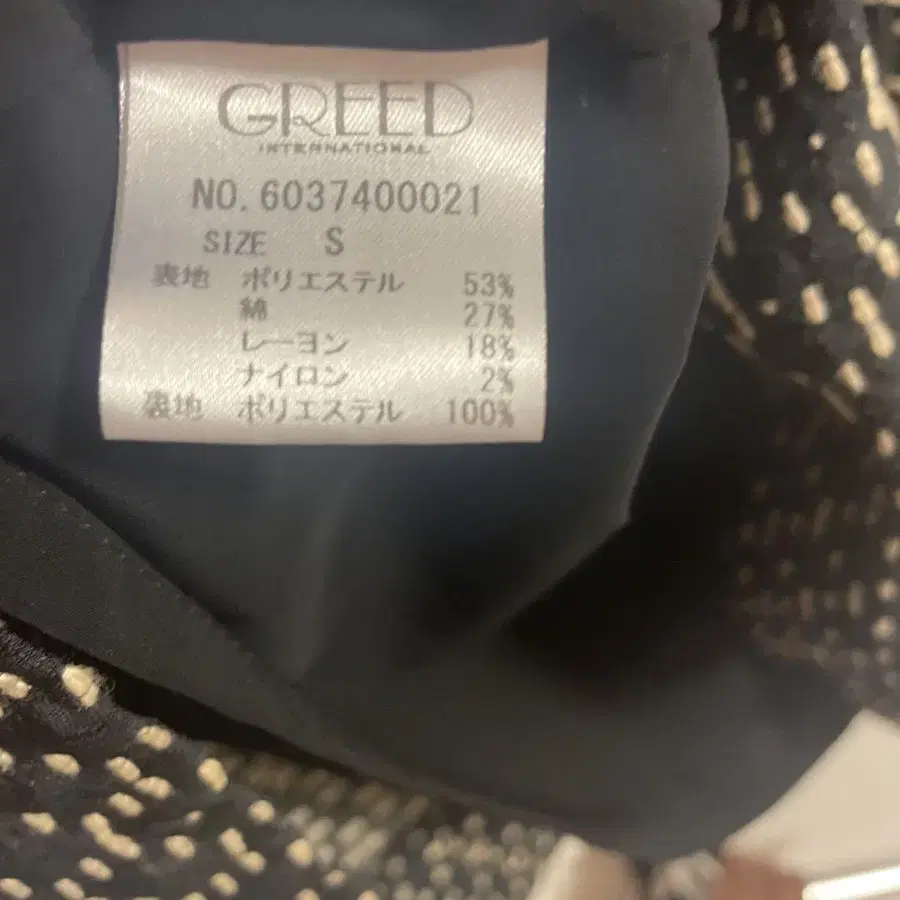 GREED
INTERNATIONAL
NO. 6037400021
SIZE S
表地 ポリエステル 53%
綿 27%
レーヨン 18%
ナイロン 2%
裏地 ポリエステル 100%